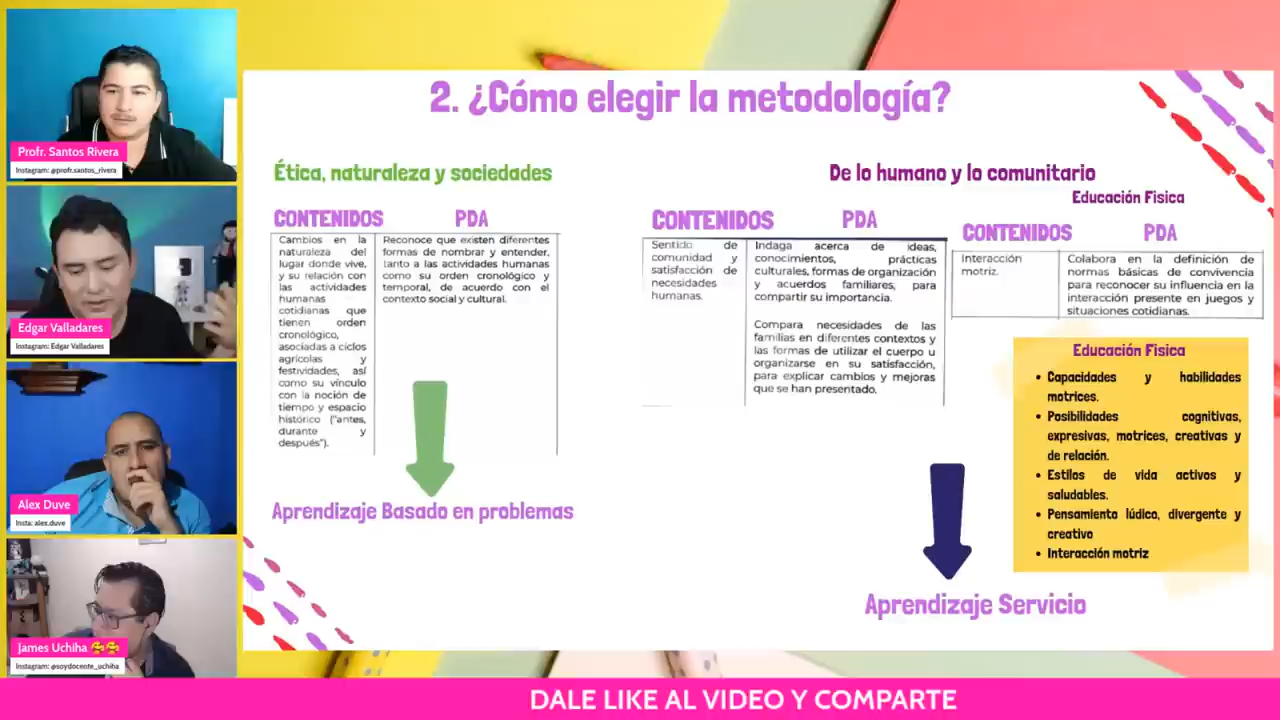 Profr. Santos Rivera
Instagram: @profr.santos_rivera
Edgar Valladares
Instagram: Edgar Valladares
Alex Duve
Insta: alex.duve
James Uchiha 🥰🥰
Instagram: @soydocente_uchiha
2. ¿Cómo elegir la metodología?
Ética, naturaleza y sociedades
CONTENIDOS
PDA
Cambios en la
naturaleza del
lugar donde vive,
y su relación con
las actividades
humanas
cotidianas que
tienen orden
cronológico,
asociadas a ciclos
agrícolas y
festividades, así
como su vínculo
con la noción de
tiempo y espacio
histórico ("antes,
durante y
después").
Reconoce que existen diferentes
formas de nombrar y entender,
tanto a las actividades humanas
como su orden cronológico y
temporal, de acuerdo con el
contexto social y cultural.
Aprendizaje Basado en problemas
De lo humano y lo comunitario
CONTENIDOS
PDA
Sentido de
comunidad y
satisfacción de
necesidades
humanas.
Indaga acerca de ideas,
conocimientos, prácticas
culturales, formas de organización
y acuerdos familiares, para
compartir su importancia.
Compara necesidades de las
familias en diferentes contextos y
las formas de utilizar el cuerpo u
organizarse en su satisfacción,
para explicar cambios y mejoras
que se han presentado.
Educación Fisica
CONTENIDOS
PDA
Interacción
motriz.
Colabora en la definición de
normas básicas de convivencia
para reconocer su influencia en la
interacción presente en juegos y
situaciones cotidianas.
Educación Fisica
• Capacidades y habilidades
motrices.
• Posibilidades cognitivas,
expresivas, motrices, creativas y
de relación.
• Estilos de vida activos y
saludables.
• Pensamiento lúdico, divergente y
creativo
• Interacción motriz
Aprendizaje Servicio
DALE LIKE AL VIDEO Y COMPARTE